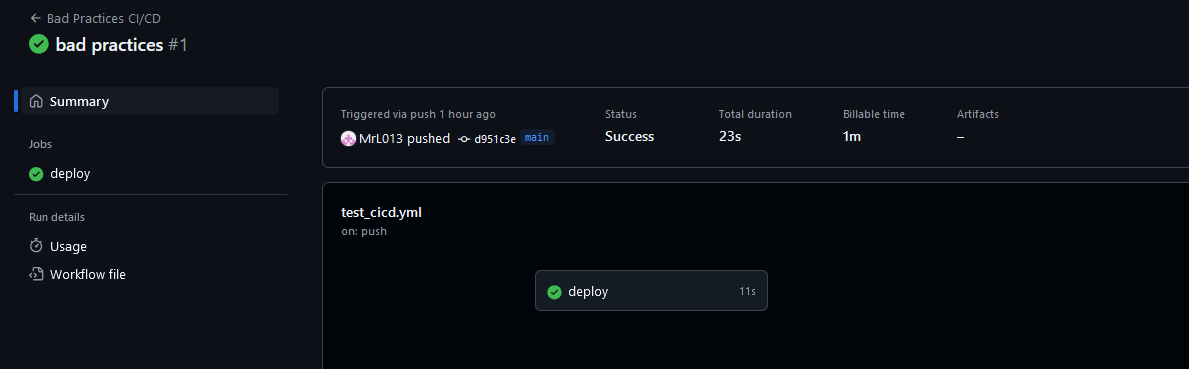 Bad Practices CI/CD
bad practices #1
Summary
Jobs
deploy
Run details
Usage
Workflow file
Triggered via push 1 hour ago
MrL013 pushed d951c3e main
Status
Success
Total duration
23s
Billable time
1m
Artifacts
–
test_cicd.yml
on: push
deploy 11s